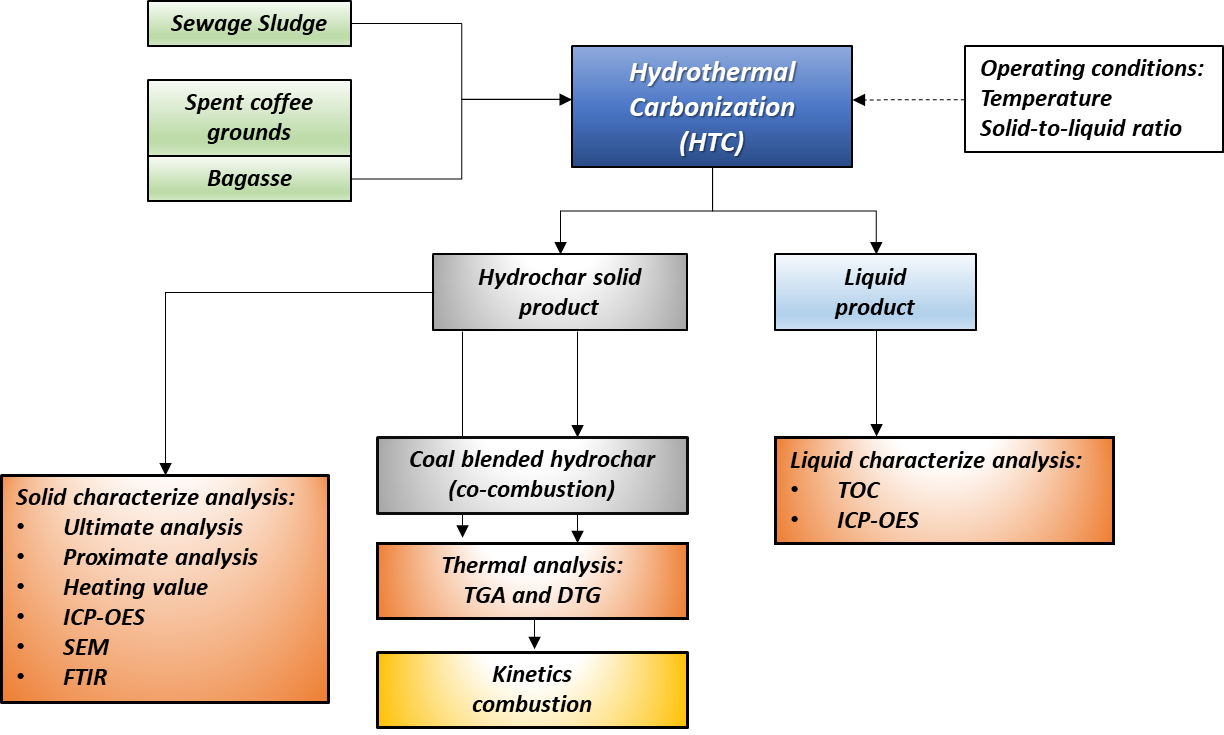 Sewage Sludge
Spent coffee
grounds
Bagasse
Hydrothermal
Carbonization
(HTC)
Operating conditions:
Temperature
Solid-to-liquid ratio
Hydrochar solid
product
Liquid
product
Solid characterize analysis:
• Ultimate analysis
• Proximate analysis
• Heating value
• ICP-OES
• SEM
• FTIR
Coal blended hydrochar
(co-combustion)
Thermal analysis:
TGA and DTG
Kinetics
combustion
Liquid characterize analysis:
• TOC
• ICP-OES